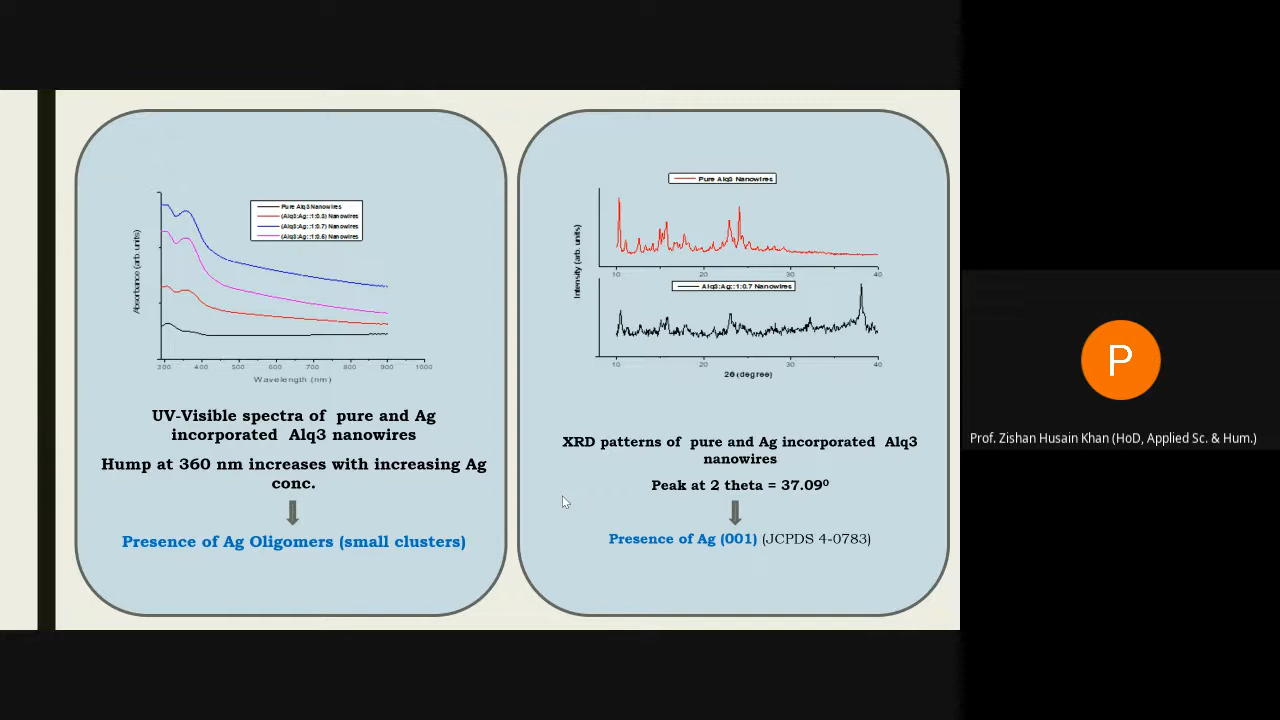 Pure Alq3 Nanowires
(Alq3:Ag::1:0.8) Nanowires
(Alq3:Ag::1:0.7) Nanowires
(Alq3:Ag::1:0.6) Nanowires
Absorbance (arb. units)
300 400 500 600 700 800 900 1000
Wavelength (nm)
UV-Visible spectra of pure and Ag
incorporated Alq3 nanowires
Hump at 360 nm increases with increasing Ag
conc.
Presence of Ag Oligomers (small clusters)
Pure Alq3 Nanowires
Intensity (arb. units)
10 20 30 40
Alq3:Ag::1:0.7 Nanowires
10 20 30 40
2θ (degree)
XRD patterns of pure and Ag incorporated Alq3
nanowires
Peak at 2 theta = 37.09⁰
Presence of Ag (001) (JCPDS 4-0783)
P
Prof. Zishan Husain Khan (HoD, Applied Sc. & Hum.)